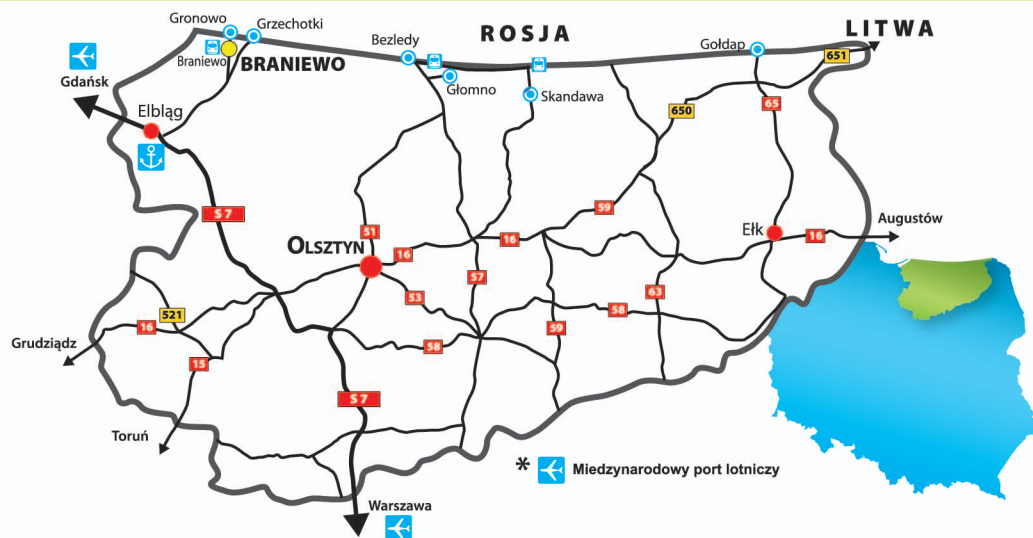 ROSJA
LITWA
Gronowo
Grzechotki
Braniewo
BRANIEWO
Bezledy
Głomno
Skandawa
Gołdap
651
650
65
Gdańsk
Elbląg
S 7
51
OLSZTYN
16
16
59
Ełk
16
Augustów
57
53
63
58
59
521
16
Grudziądz
58
15
S 7
Toruń
* Miedzynarodowy port lotniczy
Warszawa